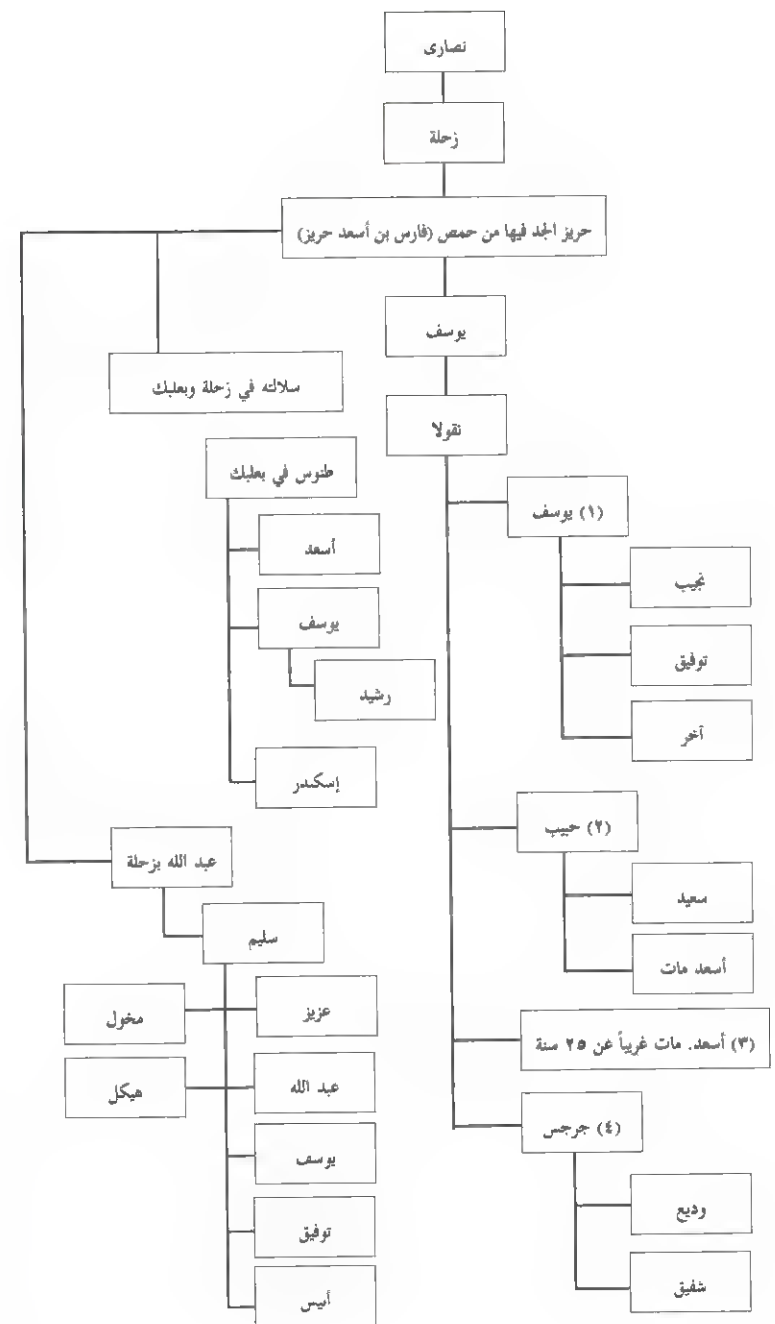 نصارى
زحلة
حريز الجد فيها من حمص (فارس بن أسعد حريز)
يوسف
نقولا
(١) يوسف
نجيب
توفيق
آخر
(٢) حبيب
سعيد
أسعد مات
(٣) أسعد. مات غريباً عن ٢٥ سنة
(٤) جرجس
وديع
شفيق
سلالته في زحلة وبعلبك
طنوس في بعلبك
أسعد
يوسف
رشيد
إسكندر
عبد الله بزحلة
سليم
عزيز
مخول
عبد الله
هيكل
يوسف
توفيق
أنيس